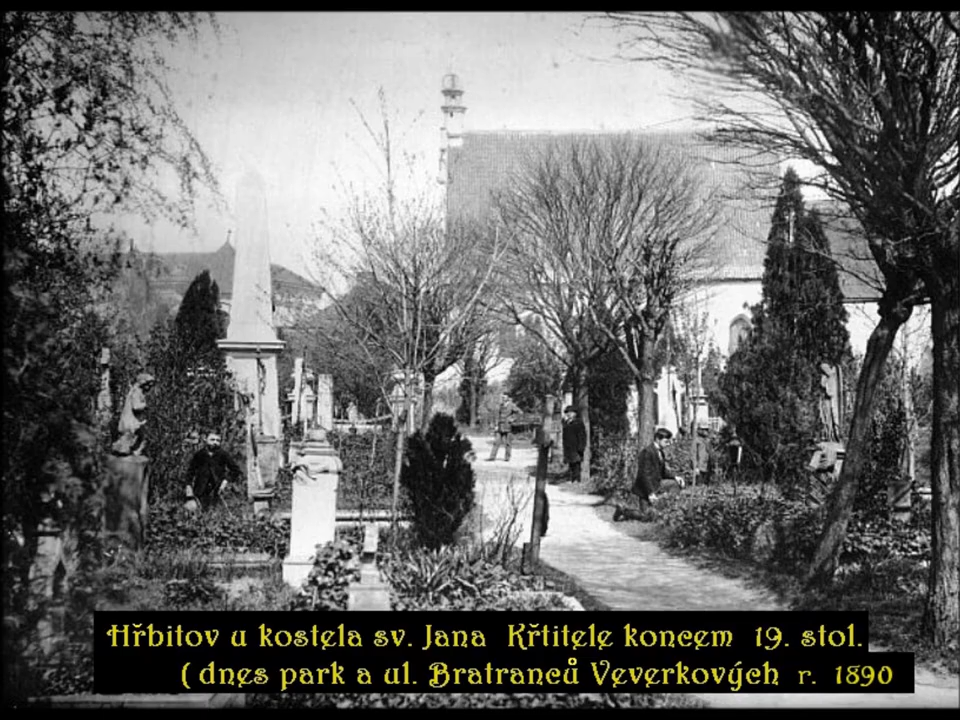 Hřbitov u kostela sv. Jana Křtitele koncem 19. stol.
( dnes park a ul. Bratranců Veverkových r. 1890